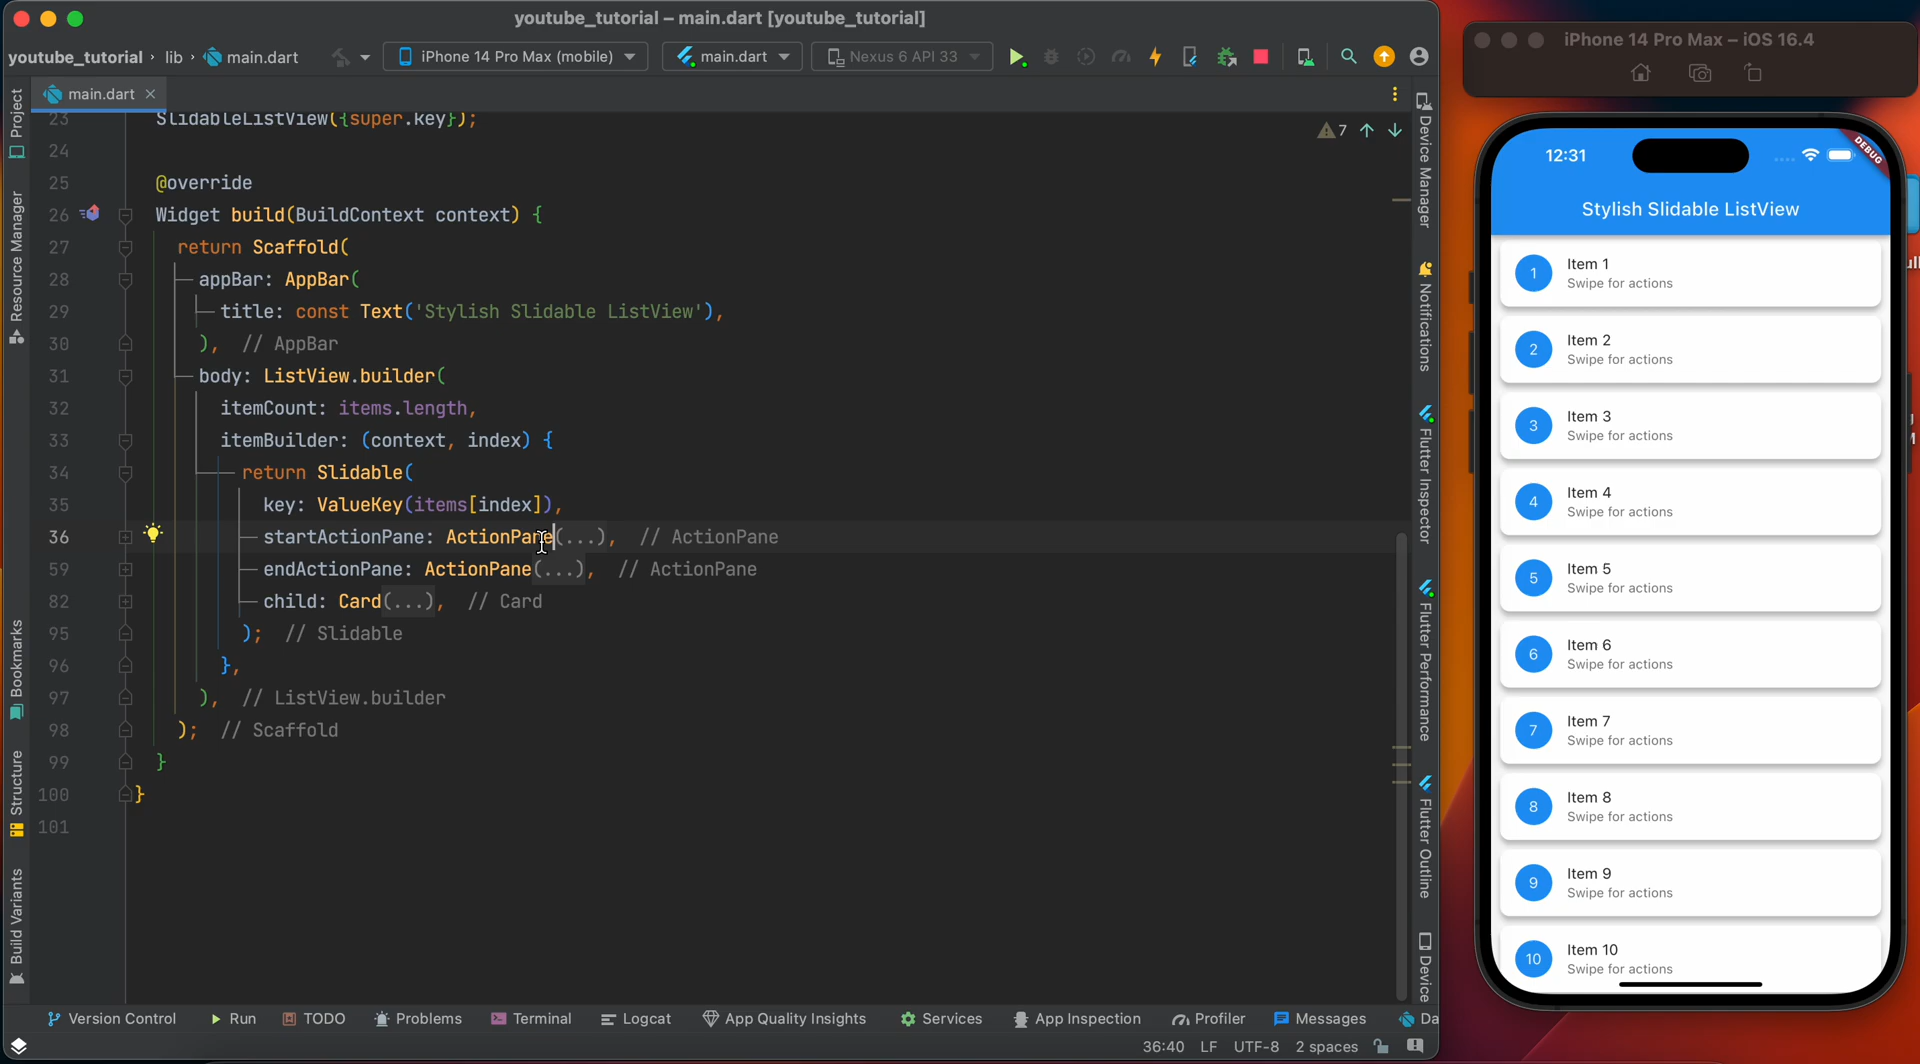 youtube_tutorial – main.dart [youtube_tutorial]
youtube_tutorial › lib › main.dart
iPhone 14 Pro Max (mobile)
main.dart
Nexus 6 API 33
main.dart
7
23 SlidableListView({super.key});
24
25 @override
26 Widget build(BuildContext context) {
27 return Scaffold(
28 appBar: AppBar(
29 title: const Text('Stylish Slidable ListView'),
30 ), // AppBar
31 body: ListView.builder(
32 itemCount: items.length,
33 itemBuilder: (context, index) {
34 return Slidable(
35 key: ValueKey(items[index]),
36 startActionPane: ActionPane(...), // ActionPane
59 endActionPane: ActionPane(...), // ActionPane
82 child: Card(...), // Card
95 ); // Slidable
96 },
97 ), // ListView.builder
98 ); // Scaffold
99 }
100 }
101
Project
Resource Manager
Bookmarks
Structure
Build Variants
Device Manager
Notifications
Flutter Inspector
Flutter Performance
Flutter Outline
Device
Version Control
Run
TODO
Problems
Terminal
Logcat
App Quality Insights
Services
App Inspection
Profiler
Messages
Da
36:40 LF UTF-8 2 spaces
iPhone 14 Pro Max – iOS 16.4
12:31
DEBUG
Stylish Slidable ListView
1 Item 1
Swipe for actions
2 Item 2
Swipe for actions
3 Item 3
Swipe for actions
4 Item 4
Swipe for actions
5 Item 5
Swipe for actions
6 Item 6
Swipe for actions
7 Item 7
Swipe for actions
8 Item 8
Swipe for actions
9 Item 9
Swipe for actions
10 Item 10
Swipe for actions